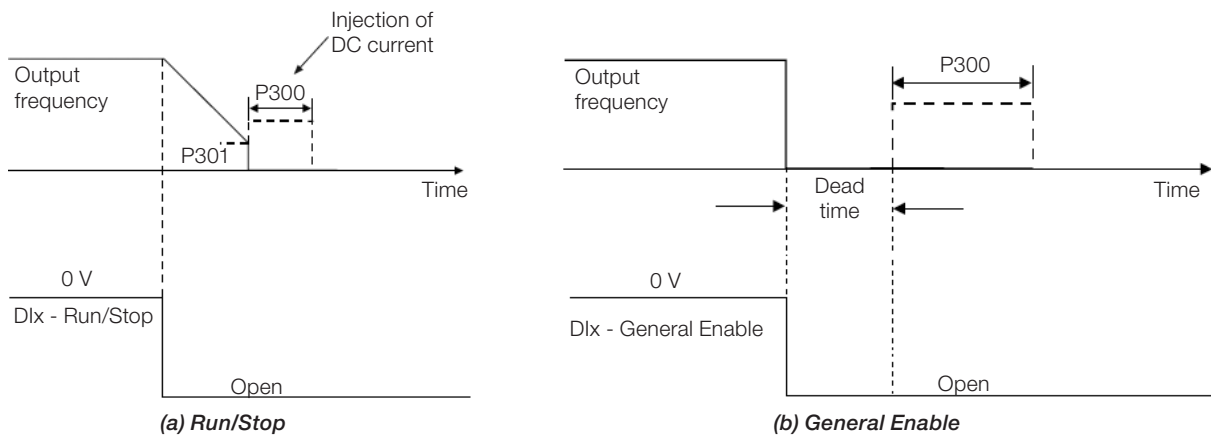 Injection of
DC current
Output
frequency
P300
P301
Time
0 V
DIx - Run/Stop
Open
(a) Run/Stop
Output
frequency
P300
Dead
time
Time
0 V
DIx - General Enable
Open
(b) General Enable